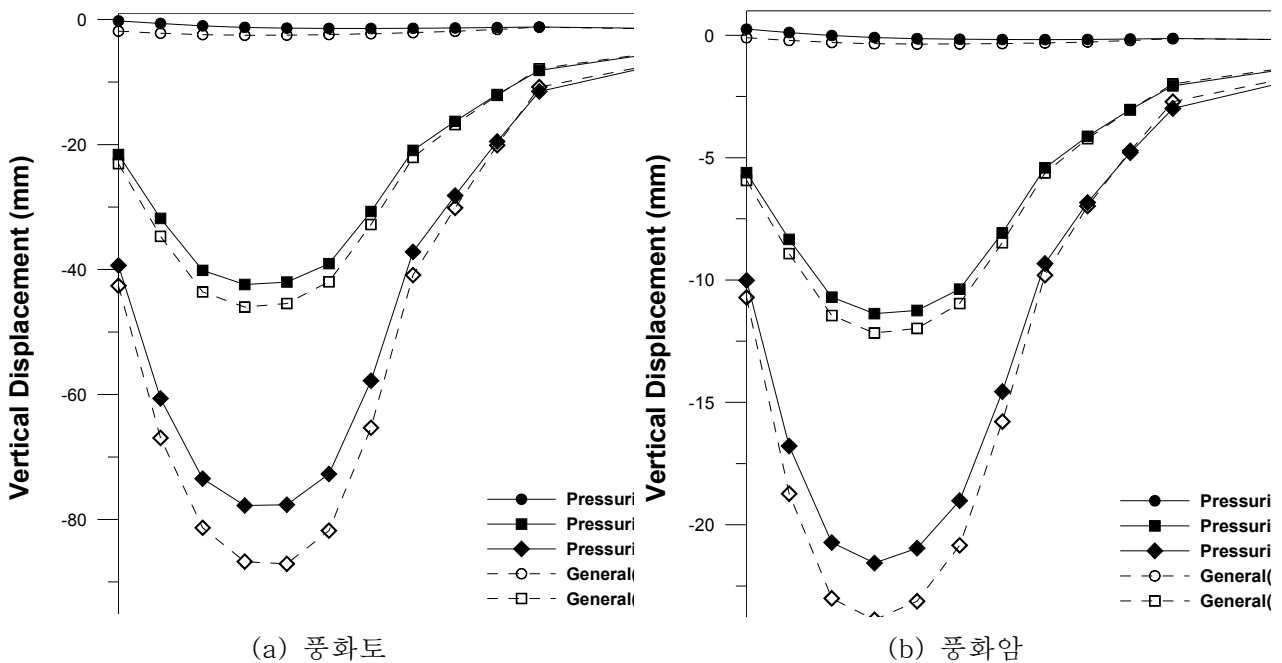 Vertical Displacement (mm)
0
-20
-40
-60
-80
Pressuri
Pressuri
Pressuri
General(
General(
(a) 풍화토
Vertical Displacement (mm)
0
-5
-10
-15
-20
Pressuri
Pressuri
Pressuri
General(
General(
(b) 풍화암